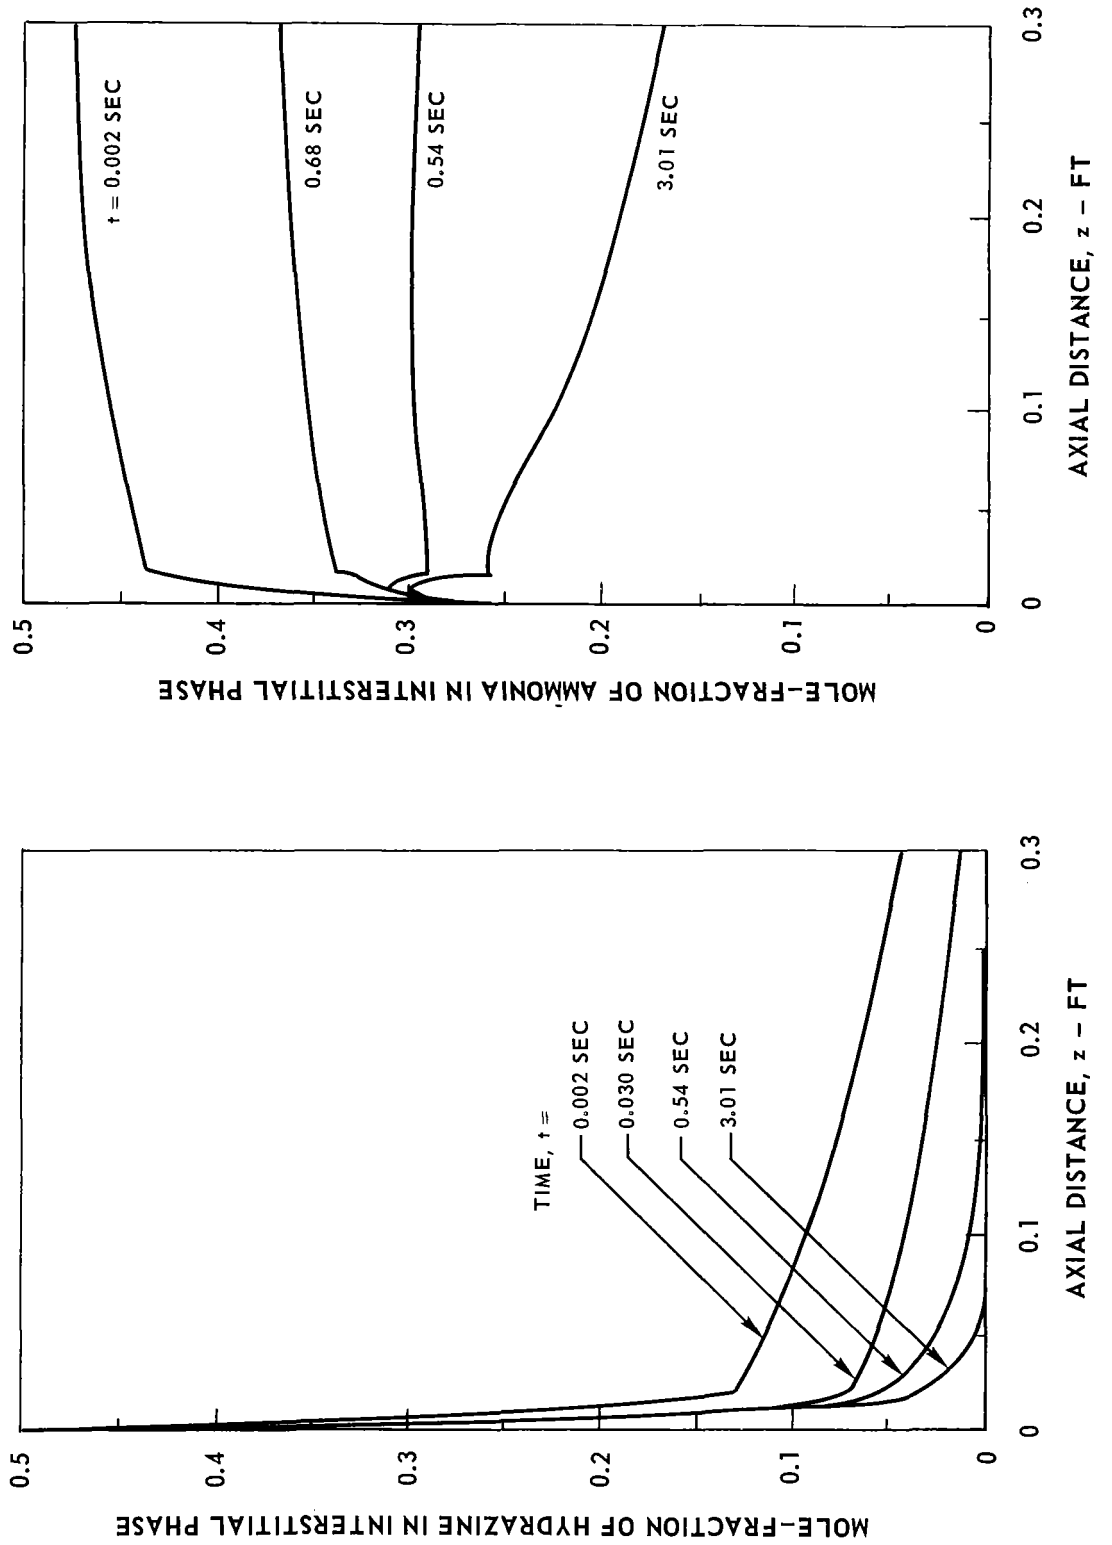 MOLE-FRACTION OF HYDRAZINE IN INTERSTITIAL PHASE
0.5
0.4
0.3
0.2
0.1
0
TIME, t =
0.002 SEC
0.030 SEC
0.54 SEC
3.01 SEC
0
0.1
0.2
0.3
AXIAL DISTANCE, z – FT
MOLE-FRACTION OF AMMONIA IN INTERSTITIAL PHASE
0.5
0.4
0.3
0.2
0.1
0
t = 0.002 SEC
0.68 SEC
0.54 SEC
3.01 SEC
0
0.1
0.2
0.3
AXIAL DISTANCE, z – FT